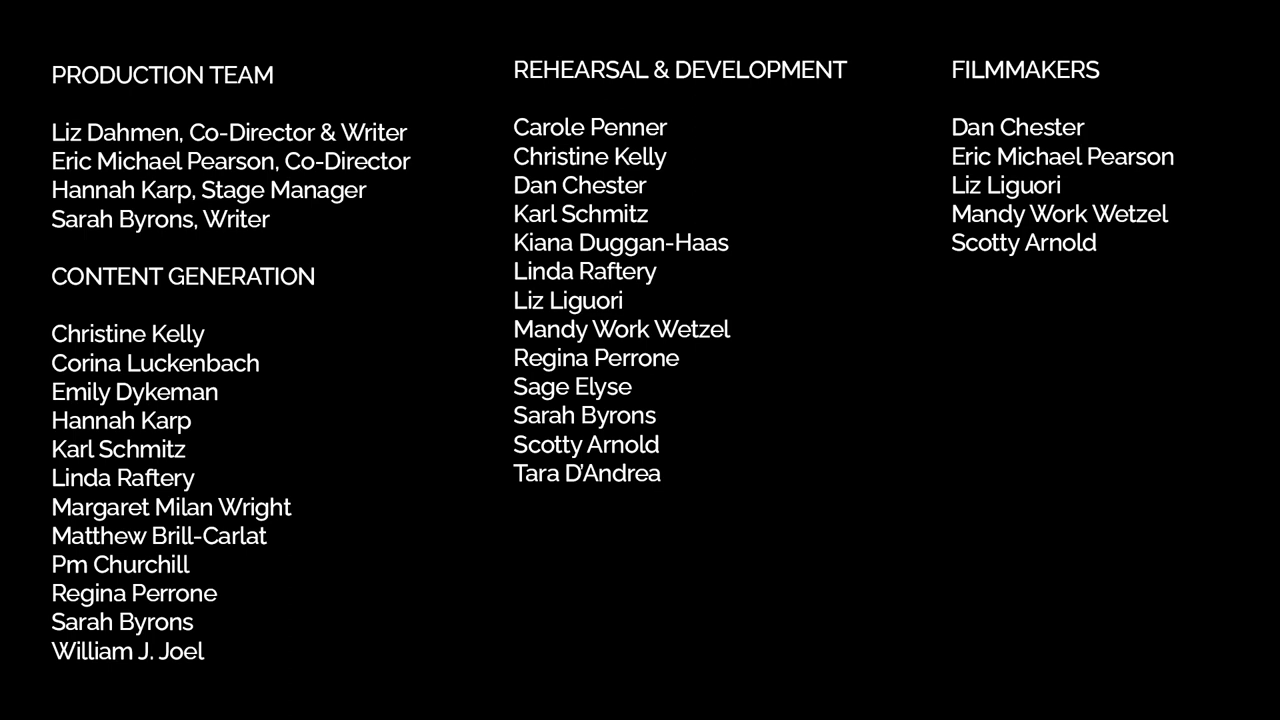 PRODUCTION TEAM
Liz Dahmen, Co-Director & Writer
Eric Michael Pearson, Co-Director
Hannah Karp, Stage Manager
Sarah Byrons, Writer
CONTENT GENERATION
Christine Kelly
Corina Luckenbach
Emily Dykeman
Hannah Karp
Karl Schmitz
Linda Raftery
Margaret Milan Wright
Matthew Brill-Carlat
Pm Churchill
Regina Perrone
Sarah Byrons
William J. Joel
REHEARSAL & DEVELOPMENT
Carole Penner
Christine Kelly
Dan Chester
Karl Schmitz
Kiana Duggan-Haas
Linda Raftery
Liz Liguori
Mandy Work Wetzel
Regina Perrone
Sage Elyse
Sarah Byrons
Scotty Arnold
Tara D’Andrea
FILMMAKERS
Dan Chester
Eric Michael Pearson
Liz Liguori
Mandy Work Wetzel
Scotty Arnold